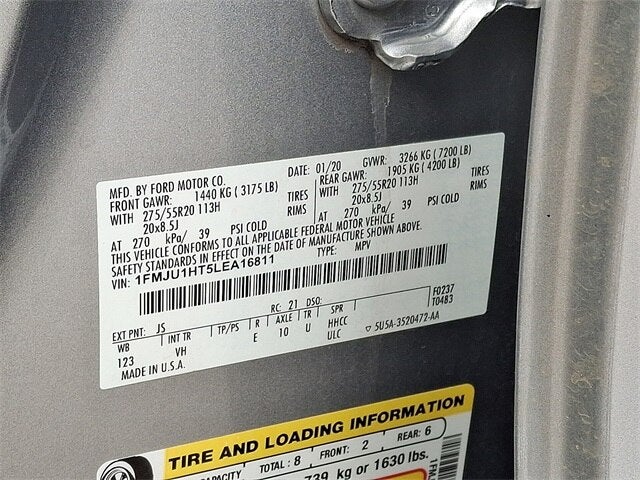 MFD. BY FORD MOTOR CO. DATE: 01/20 GVWR: 3266 KG ( 7200 LB)
FRONT GAWR: 1440 KG ( 3175 LB) REAR GAWR: 1905 KG ( 4200 LB)
WITH 275/55R20 113H TIRES WITH 275/55R20 113H TIRES
20x8.5J RIMS 20x8.5J RIMS
AT 270 kPa/ 39 PSI COLD AT 270 kPa/ 39 PSI COLD
THIS VEHICLE CONFORMS TO ALL APPLICABLE FEDERAL MOTOR VEHICLE
SAFETY STANDARDS IN EFFECT ON THE DATE OF MANUFACTURE SHOWN ABOVE.
VIN: 1FMJU1HT5LEA16811 TYPE: MPV
F0237
T0483
EXT PNT: JS RC: 21 DSO:
WB INT TR TP/PS R AXLE TR SPR
123 VH E 10 U HHCC
ULC 5U5A-3520472-AA
MADE IN U.S.A.
TIRE AND LOADING INFORMATION
CAPACITY TOTAL : 8 FRONT: 2 REAR: 6
739 kg or 1630 lbs.